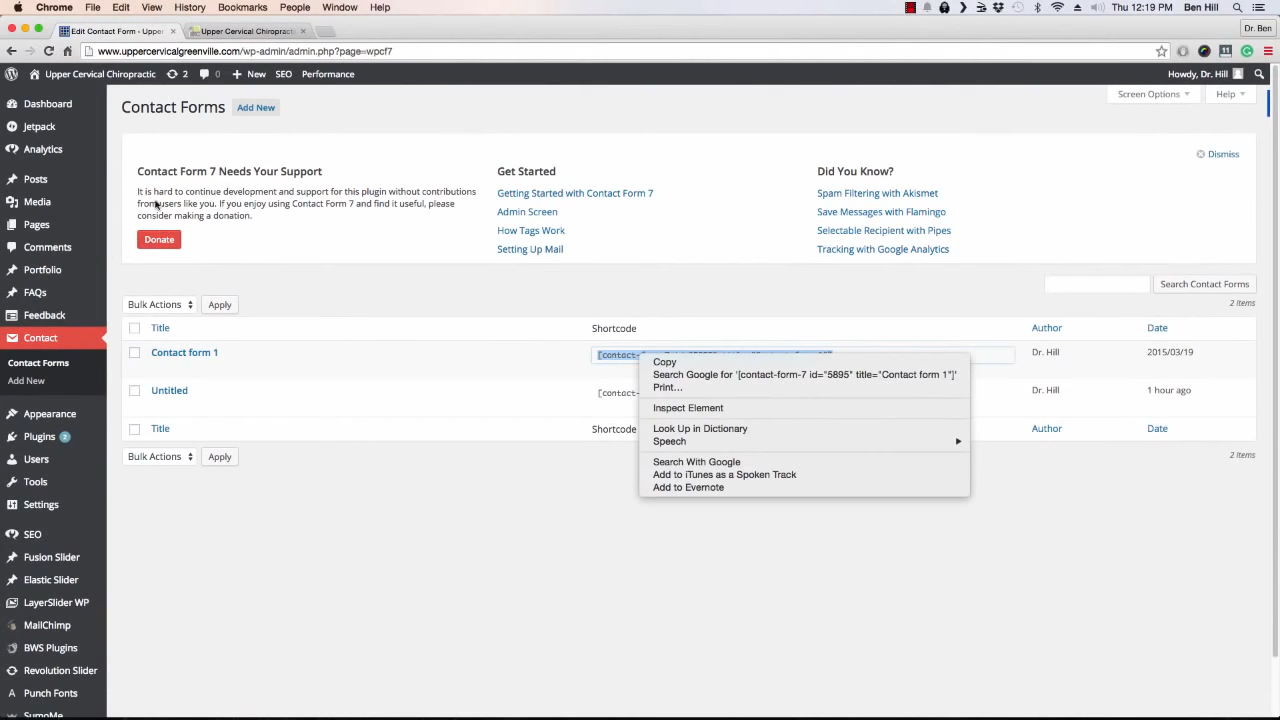 Chrome File Edit View History Bookmarks People Window Help Thu 12:19 PM Ben Hill
Edit Contact Form ‹ Upper Upper Cervical Chiropractic Dr. Ben
www.uppercervicalgreenville.com/wp-admin/admin.php?page=wpcf7
Upper Cervical Chiropractic 2 0 New SEO Performance Howdy, Dr. Hill
Screen Options Help
Contact Forms Add New
Dashboard
Jetpack
Analytics
Posts
Media
Pages
Comments
Portfolio
FAQs
Feedback
Contact
Contact Forms
Add New
Appearance
Plugins 2
Users
Tools
Settings
SEO
Fusion Slider
Elastic Slider
LayerSlider WP
MailChimp
BWS Plugins
Revolution Slider
Punch Fonts
SumoMe
Dismiss
Contact Form 7 Needs Your Support
It is hard to continue development and support for this plugin without contributions
from users like you. If you enjoy using Contact Form 7 and find it useful, please
consider making a donation.
Donate
Get Started
Getting Started with Contact Form 7
Admin Screen
How Tags Work
Setting Up Mail
Did You Know?
Spam Filtering with Akismet
Save Messages with Flamingo
Selectable Recipient with Pipes
Tracking with Google Analytics
Search Contact Forms
Bulk Actions Apply 2 items
Title Shortcode Author Date
Contact form 1 [contact- Dr. Hill 2015/03/19
Untitled [contact- Dr. Hill 1 hour ago
Title Shortcode Author Date
Bulk Actions Apply 2 items
Copy
Search Google for '[contact-form-7 id="5895" title="Contact form 1"]'
Print...
Inspect Element
Look Up in Dictionary
Speech
Search With Google
Add to iTunes as a Spoken Track
Add to Evernote